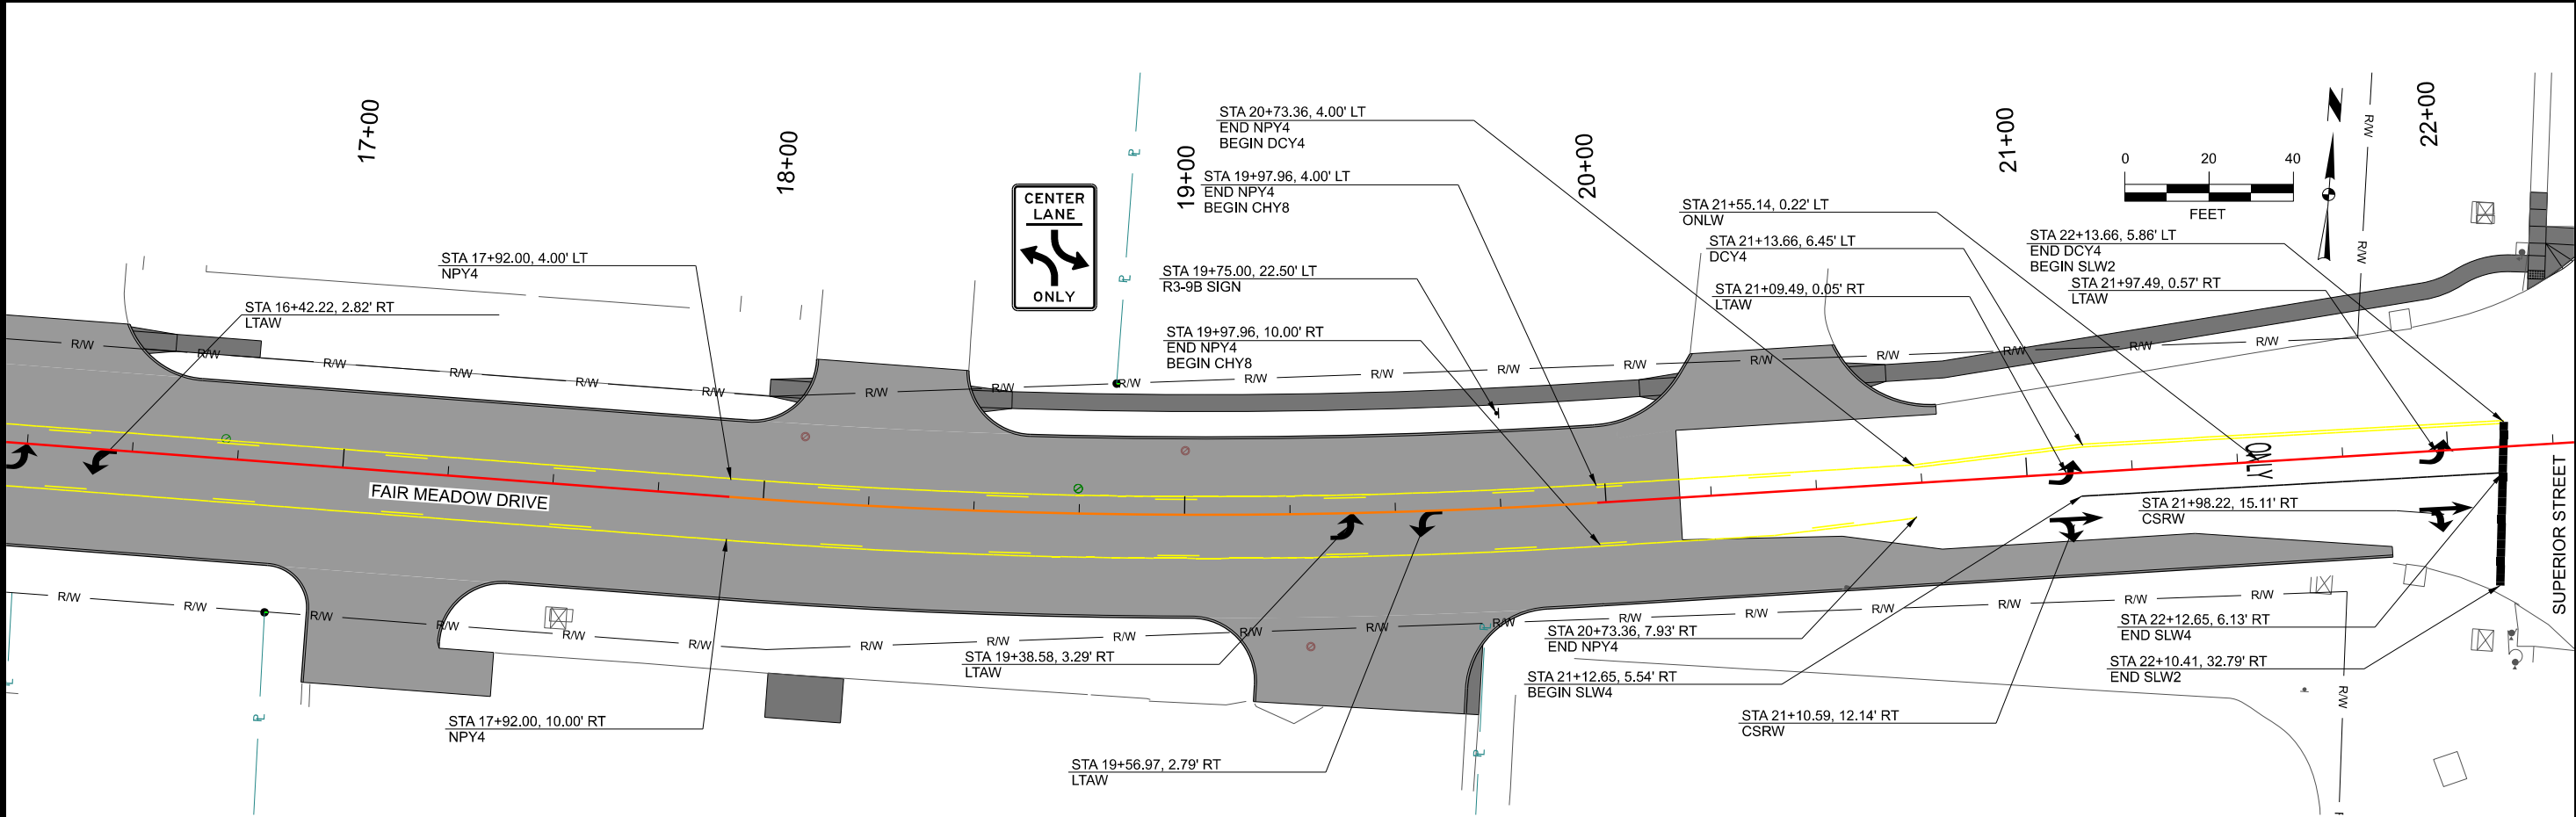 17+00
18+00
19+00
20+00
21+00
22+00
CENTER
LANE
ONLY
STA 20+73.36, 4.00' LT
END NPY4
BEGIN DCY4
STA 19+97.96, 4.00' LT
END NPY4
BEGIN CHY8
STA 19+75.00, 22.50' LT
R3-9B SIGN
STA 19+97.96, 10.00' RT
END NPY4
BEGIN CHY8
STA 17+92.00, 4.00' LT
NPY4
STA 16+42.22, 2.82' RT
LTAW
STA 21+55.14, 0.22' LT
ONLW
STA 21+13.66, 6.45' LT
DCY4
STA 21+09.49, 0.05' RT
LTAW
0 20 40
FEET
N
STA 22+13.66, 5.86' LT
END DCY4
BEGIN SLW2
STA 21+97.49, 0.57' RT
LTAW
R/W R/W R/W R/W R/W R/W R/W R/W R/W R/W R/W R/W R/W R/W R/W R/W R/W R/W
R/W
R/W
FAIR MEADOW DRIVE
ONLY
SUPERIOR STREET
STA 21+98.22, 15.11' RT
CSRW
R/W R/W R/W R/W R/W R/W R/W R/W R/W R/W R/W R/W R/W R/W R/W R/W R/W R/W
R/W
STA 19+38.58, 3.29' RT
LTAW
STA 17+92.00, 10.00' RT
NPY4
STA 19+56.97, 2.79' RT
LTAW
STA 20+73.36, 7.93' RT
END NPY4
STA 21+12.65, 5.54' RT
BEGIN SLW4
STA 21+10.59, 12.14' RT
CSRW
STA 22+12.65, 6.13' RT
END SLW4
STA 22+10.41, 32.79' RT
END SLW2